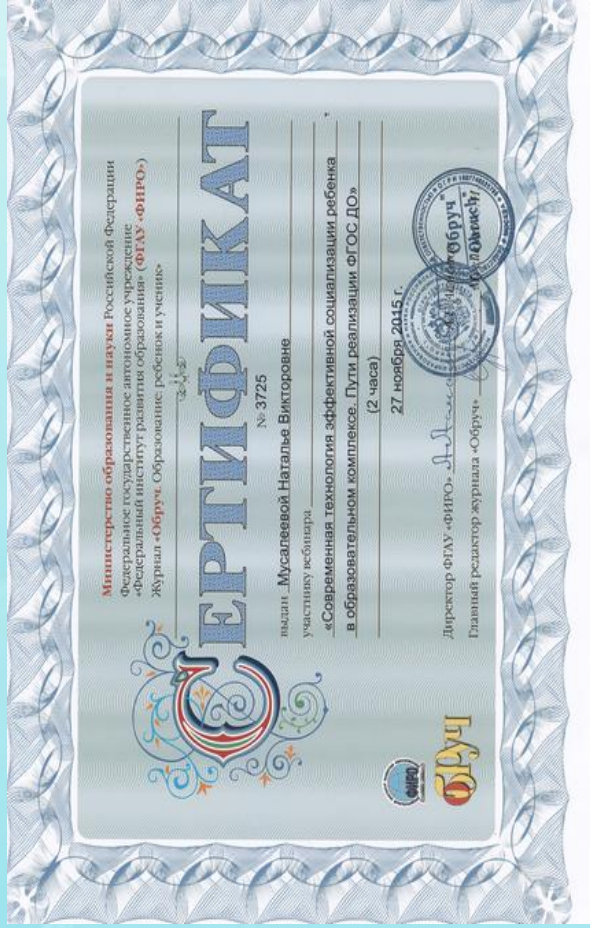 Министерство образования и науки Российской Федерации
Федеральное государственное автономное учреждение
«Федеральный институт развития образования» (ФГАУ «ФИРО»)
Журнал «Обруч. Образование: ребенок и ученик»
СЕРТИФИКАТ
№ 3725
выдан Мусалеевой Наталье Викторовне
участнику вебинара
«Современная технология эффективной социализации ребенка
в образовательном комплексе. Пути реализации ФГОС ДО»,
(2 часа)
27 ноября 2015 г.
Директор ФГАУ «ФИРО»
Главный редактор журнала «Обруч»
ФИРО
обруч
"Обруч"